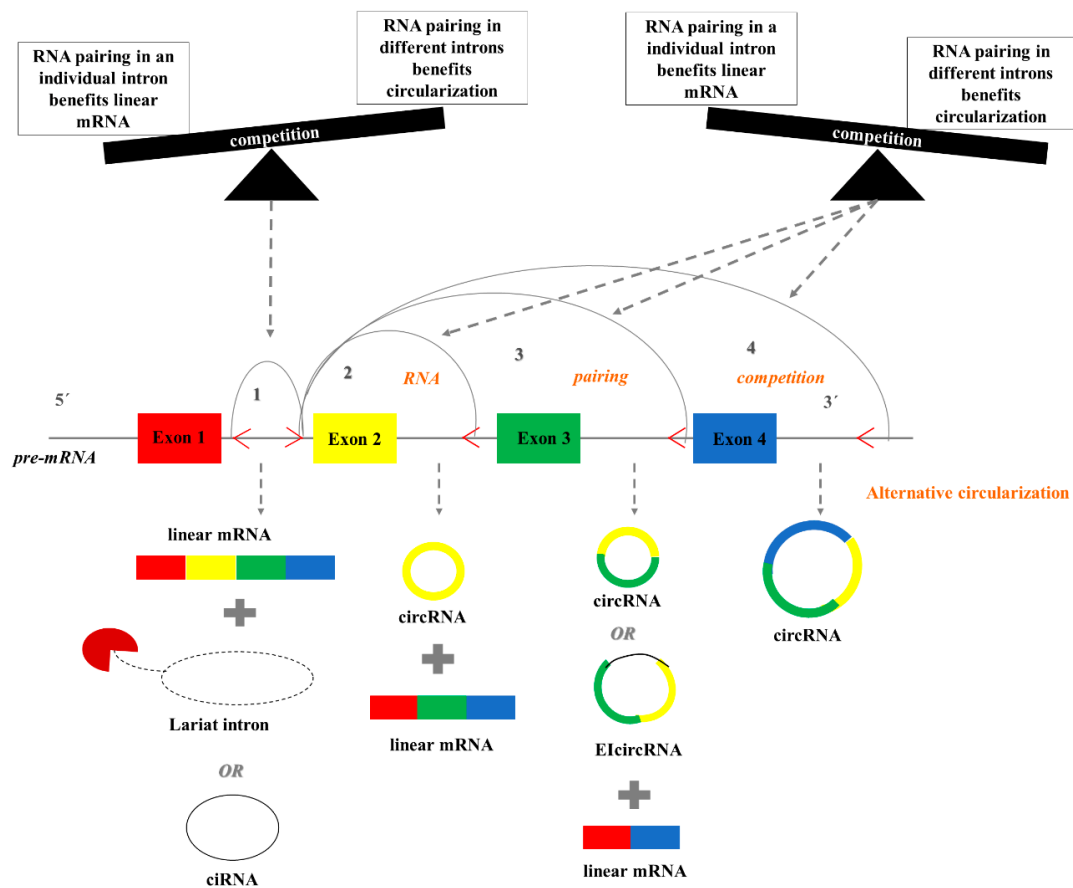 RNA pairing in an
individual intron
benefits linear
mRNA
RNA pairing in
different introns
benefits
circularization
competition
RNA pairing in a
individual intron
benefits linear
mRNA
RNA pairing in
different introns
benefits
circularization
competition
1
2
RNA
3
pairing
4
competition
5´
3´
pre-mRNA
Exon 1
Exon 2
Exon 3
Exon 4
Alternative circularization
linear mRNA
Lariat intron
OR
ciRNA
circRNA
linear mRNA
circRNA
OR
EIcircRNA
linear mRNA
circRNA